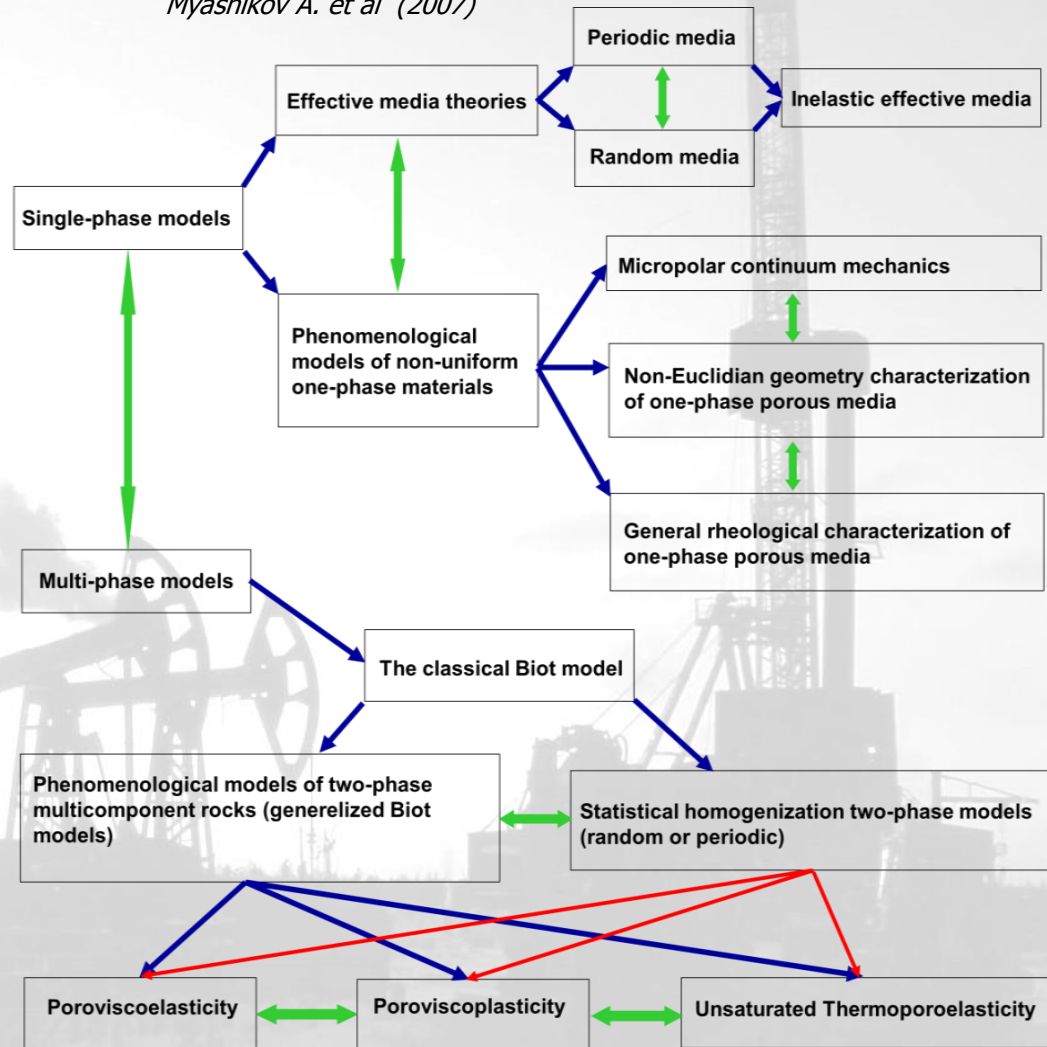 Myasnikov A. et al (2007)
Periodic media
Effective media theories
Inelastic effective media
Random media
Single-phase models
Micropolar continuum mechanics
Phenomenological
models of non-uniform
one-phase materials
Non-Euclidian geometry characterization
of one-phase porous media
General rheological characterization of
one-phase porous media
Multi-phase models
The classical Biot model
Phenomenological models of two-phase
multicomponent rocks (generelized Biot
models)
Statistical homogenization two-phase models
(random or periodic)
Poroviscoelasticity
Poroviscoplasticity
Unsaturated Thermoporoelasticity